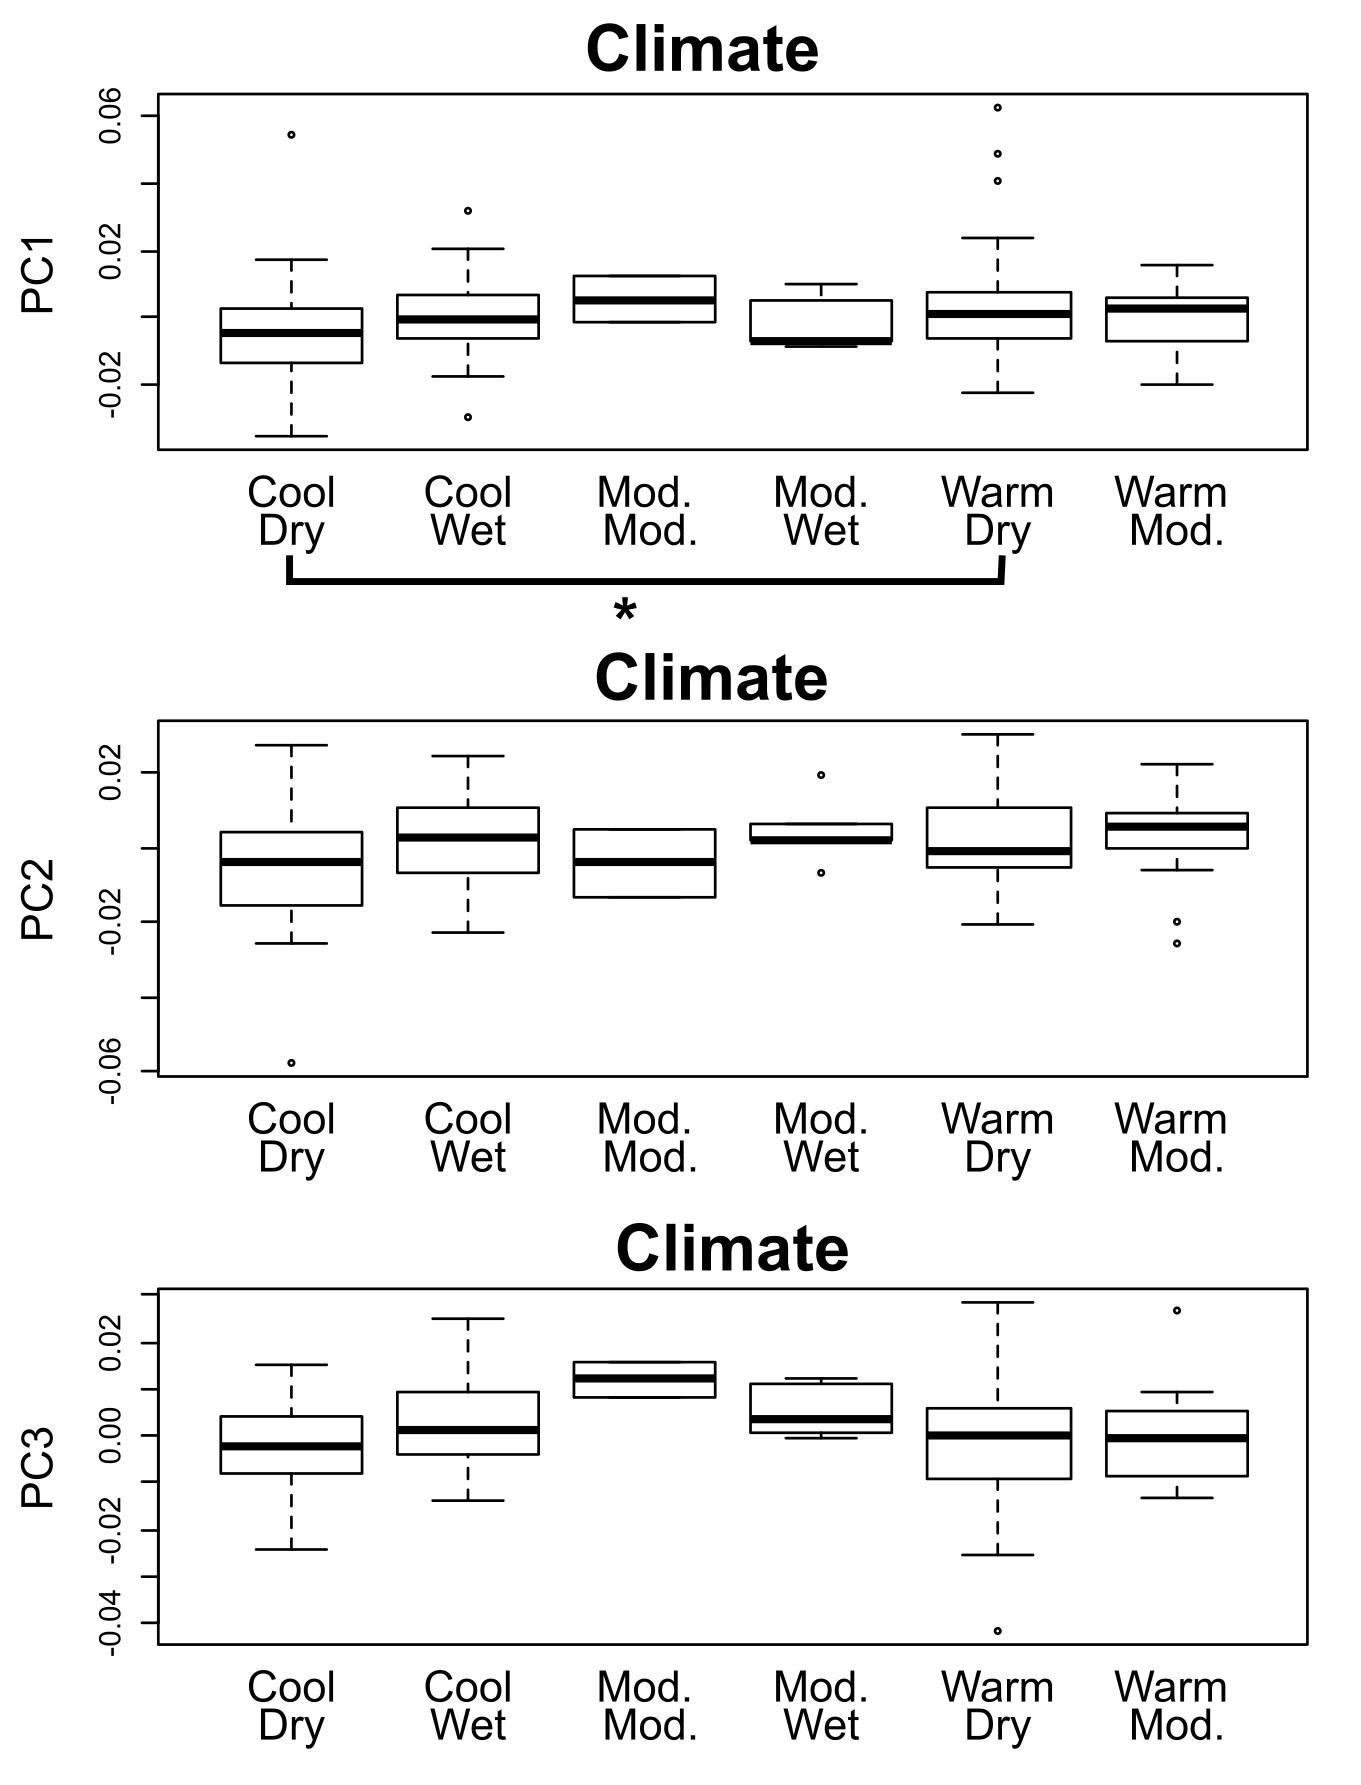 Climate
PC1
0.06
0.02
-0.02
Cool Cool Mod. Mod. Warm Warm
Dry Wet Mod. Wet Dry Mod.
*
Climate
PC2
0.02
-0.02
-0.06
Cool Cool Mod. Mod. Warm Warm
Dry Wet Mod. Wet Dry Mod.
Climate
PC3
0.02
0.00
-0.02
-0.04
Cool Cool Mod. Mod. Warm Warm
Dry Wet Mod. Wet Dry Mod.